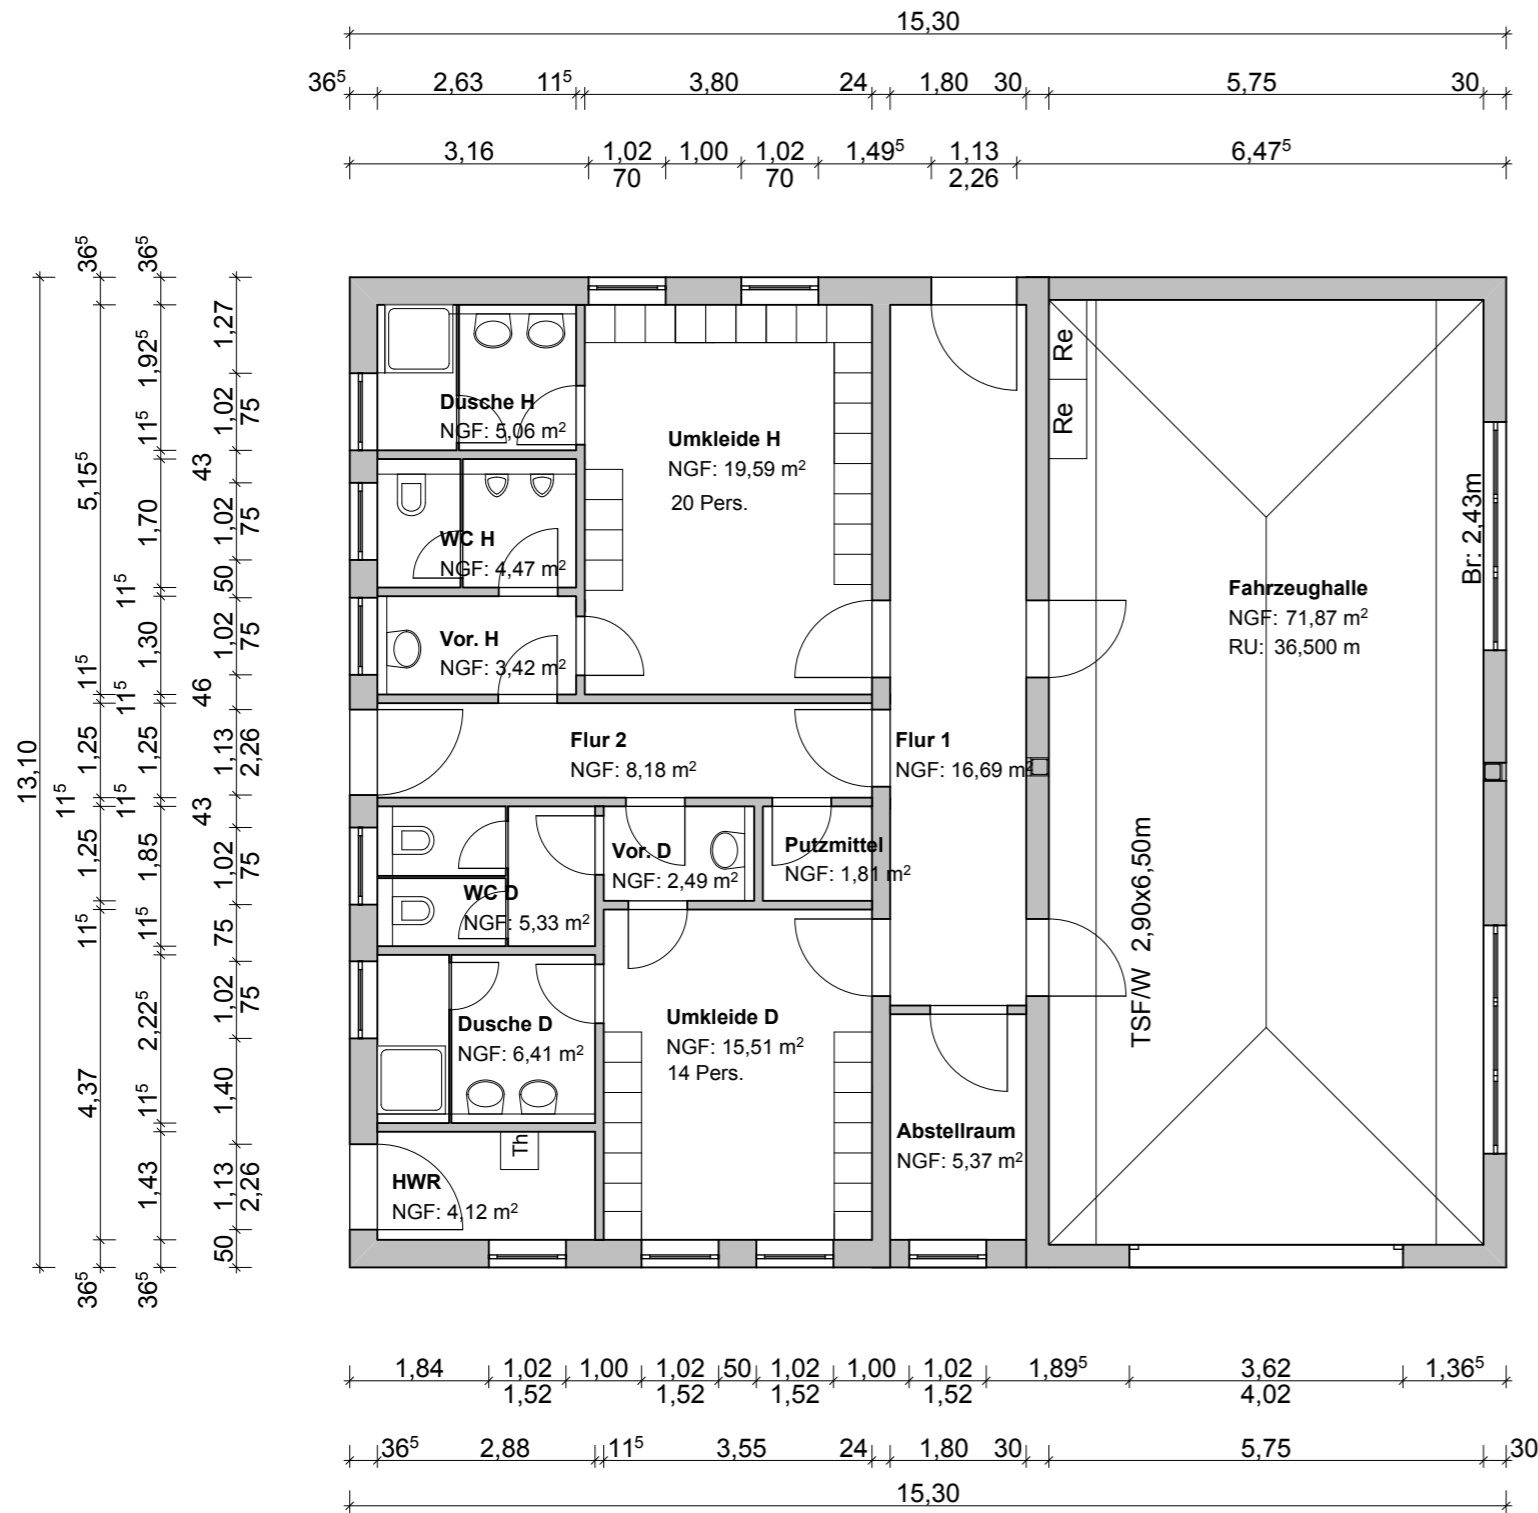 15,30
36⁵ 2,63 11⁵ 3,80 24 1,80 30 5,75 30
3,16 1,02 1,00 1,02 1,49⁵ 1,13 6,47⁵
70 70 2,26
13,10
36⁵
5,15⁵
11⁵
1,25
11⁵
1,25
11⁵
4,37
36⁵
36⁵
1,92⁵
11⁵
1,70
11⁵
1,30
11⁵
1,25
11⁵
1,85
11⁵
2,22⁵
11⁵
1,43
36⁵
1,27
1,02
75
43
1,02
75
50
1,02
75
46
1,13
2,26
43
1,02
75
75
1,02
75
1,40
1,13
2,26
50
Dusche H
NGF: 5,06 m²
Umkleide H
NGF: 19,59 m²
20 Pers.
WC H
NGF: 4,47 m²
Vor. H
NGF: 3,42 m²
Re
Re
Br: 2,43m
Fahrzeughalle
NGF: 71,87 m²
RU: 36,500 m
Flur 2
NGF: 8,18 m²
Flur 1
NGF: 16,69 m²
Vor. D
NGF: 2,49 m²
Putzmittel
NGF: 1,81 m²
WC D
NGF: 5,33 m²
TSF/W 2,90x6,50m
Dusche D
NGF: 6,41 m²
Umkleide D
NGF: 15,51 m²
14 Pers.
Th
HWR
NGF: 4,12 m²
Abstellraum
NGF: 5,37 m²
1,84 1,02 1,00 1,02 50 1,02 1,00 1,02 1,89⁵ 3,62 1,36⁵
1,52 1,52 1,52 1,52 4,02
36⁵ 2,88 11⁵ 3,55 24 1,80 30 5,75 30
15,30